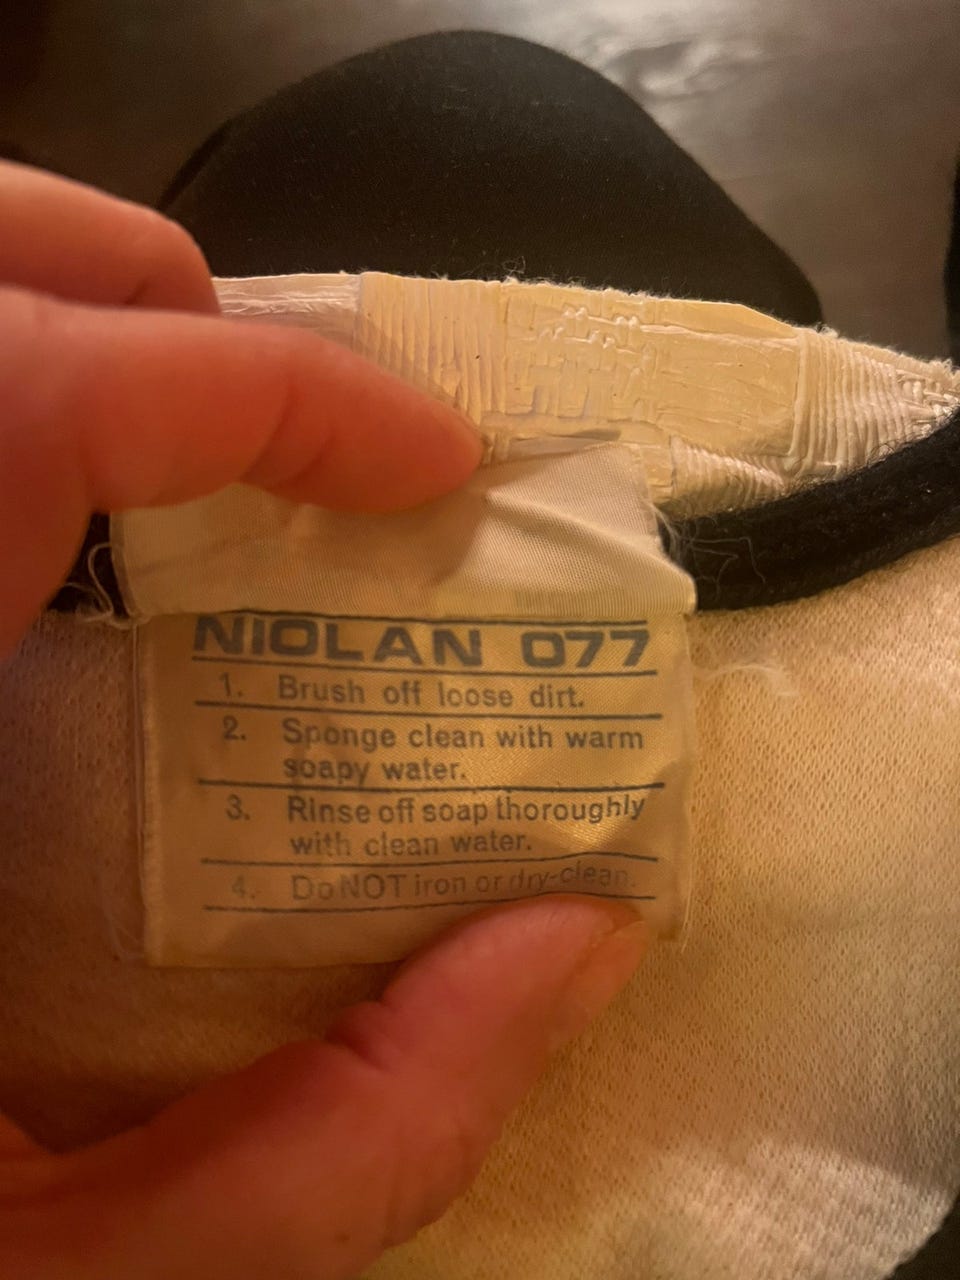 NIOLAN 077
1. Brush off loose dirt.
2. Sponge clean with warm
soapy water.
3. Rinse off soap thoroughly
with clean water.
4. Do NOT iron or dry-clean.